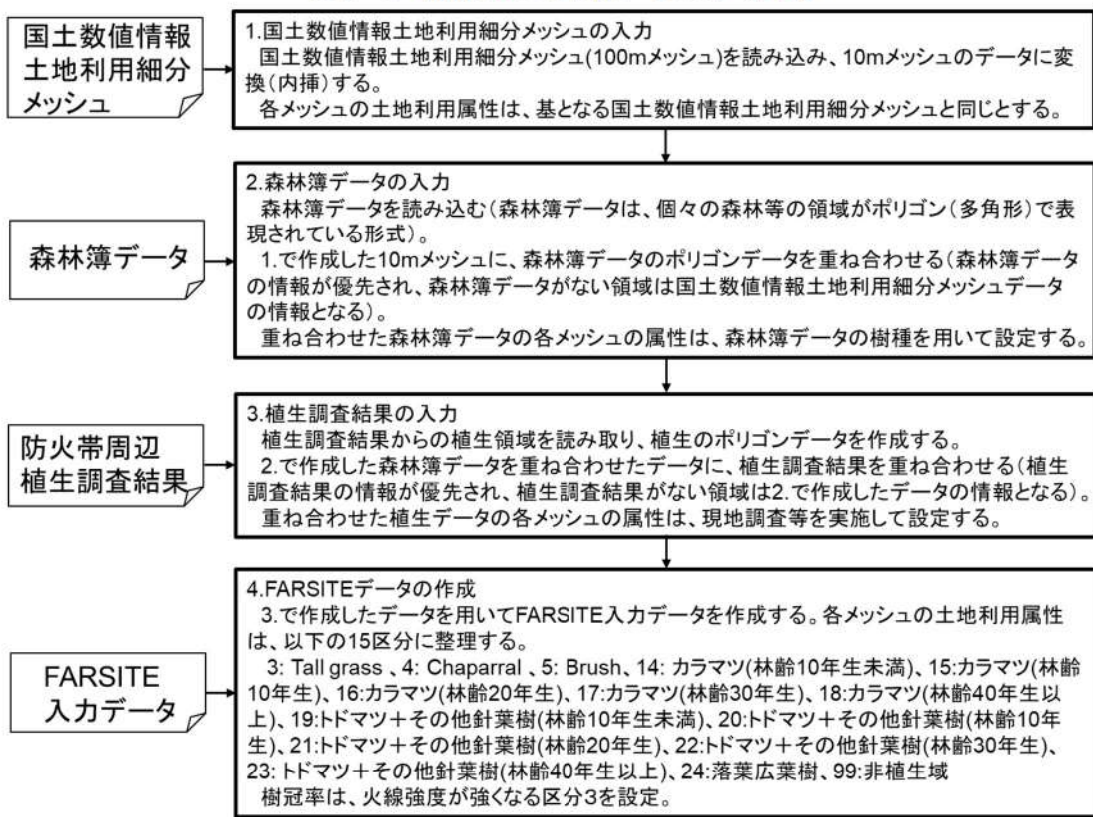 国土数値情報
土地利用細分
メッシュ
1.国土数値情報土地利用細分メッシュの入力
国土数値情報土地利用細分メッシュ(100mメッシュ)を読み込み、10mメッシュのデータに変
換(内挿)する。
各メッシュの土地利用属性は、基となる国土数値情報土地利用細分メッシュと同じとする。
森林簿データ
2.森林簿データの入力
森林簿データを読み込む(森林簿データは、個々の森林等の領域がポリゴン(多角形)で表
現されている形式)。
1.で作成した10mメッシュに、森林簿データのポリゴンデータを重ね合わせる(森林簿データ
の情報が優先され、森林簿データがない領域は国土数値情報土地利用細分メッシュデータ
の情報となる)。
重ね合わせた森林簿データの各メッシュの属性は、森林簿データの樹種を用いて設定する。
防火帯周辺
植生調査結果
3.植生調査結果の入力
植生調査結果からの植生領域を読み取り、植生のポリゴンデータを作成する。
2.で作成した森林簿データを重ね合わせたデータに、植生調査結果を重ね合わせる(植生
調査結果の情報が優先され、植生調査結果がない領域は2.で作成したデータの情報となる)。
重ね合わせた植生データの各メッシュの属性は、現地調査等を実施して設定する。
FARSITE
入力データ
4.FARSITEデータの作成
3.で作成したデータを用いてFARSITE入力データを作成する。各メッシュの土地利用属性
は、以下の15区分に整理する。
3: Tall grass 、4: Chaparral 、5: Brush、14: カラマツ(林齢10年生未満)、15:カラマツ(林齢
10年生)、16:カラマツ(林齢20年生)、17:カラマツ(林齢30年生)、18:カラマツ(林齢40年生以
上)、19:トドマツ+その他針葉樹(林齢10年生未満)、20:トドマツ+その他針葉樹(林齢10年
生)、21:トドマツ+その他針葉樹(林齢20年生)、22:トドマツ+その他針葉樹(林齢30年生)、
23: トドマツ+その他針葉樹(林齢40年生以上)、24:落葉広葉樹、99:非植生域
樹冠率は、火線強度が強くなる区分3を設定。